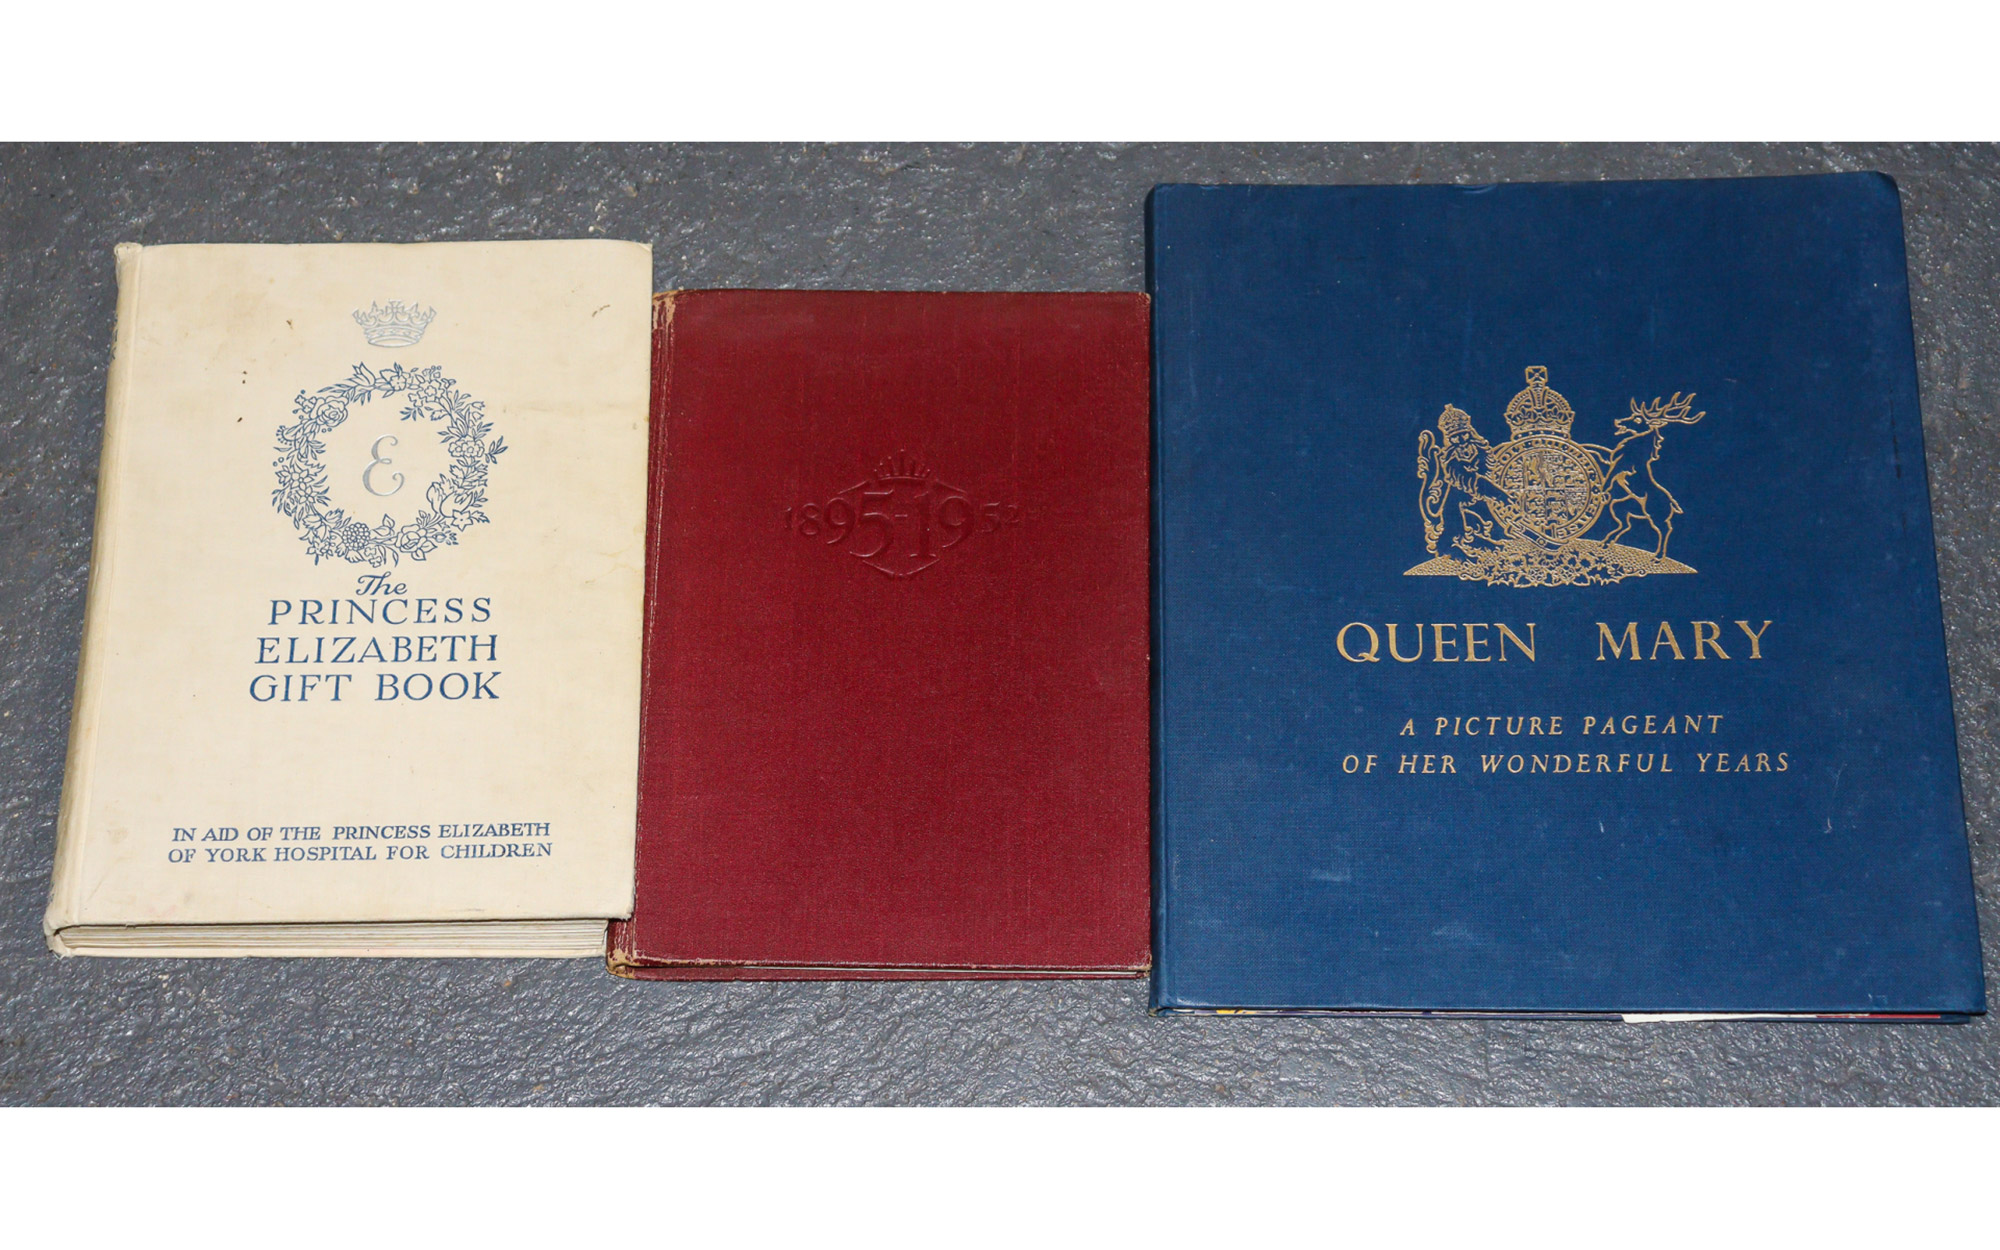 E
The
PRINCESS
ELIZABETH
GIFT BOOK
IN AID OF THE PRINCESS ELIZABETH
OF YORK HOSPITAL FOR CHILDREN
1895-1952
QUEEN MARY
A PICTURE PAGEANT
OF HER WONDERFUL YEARS